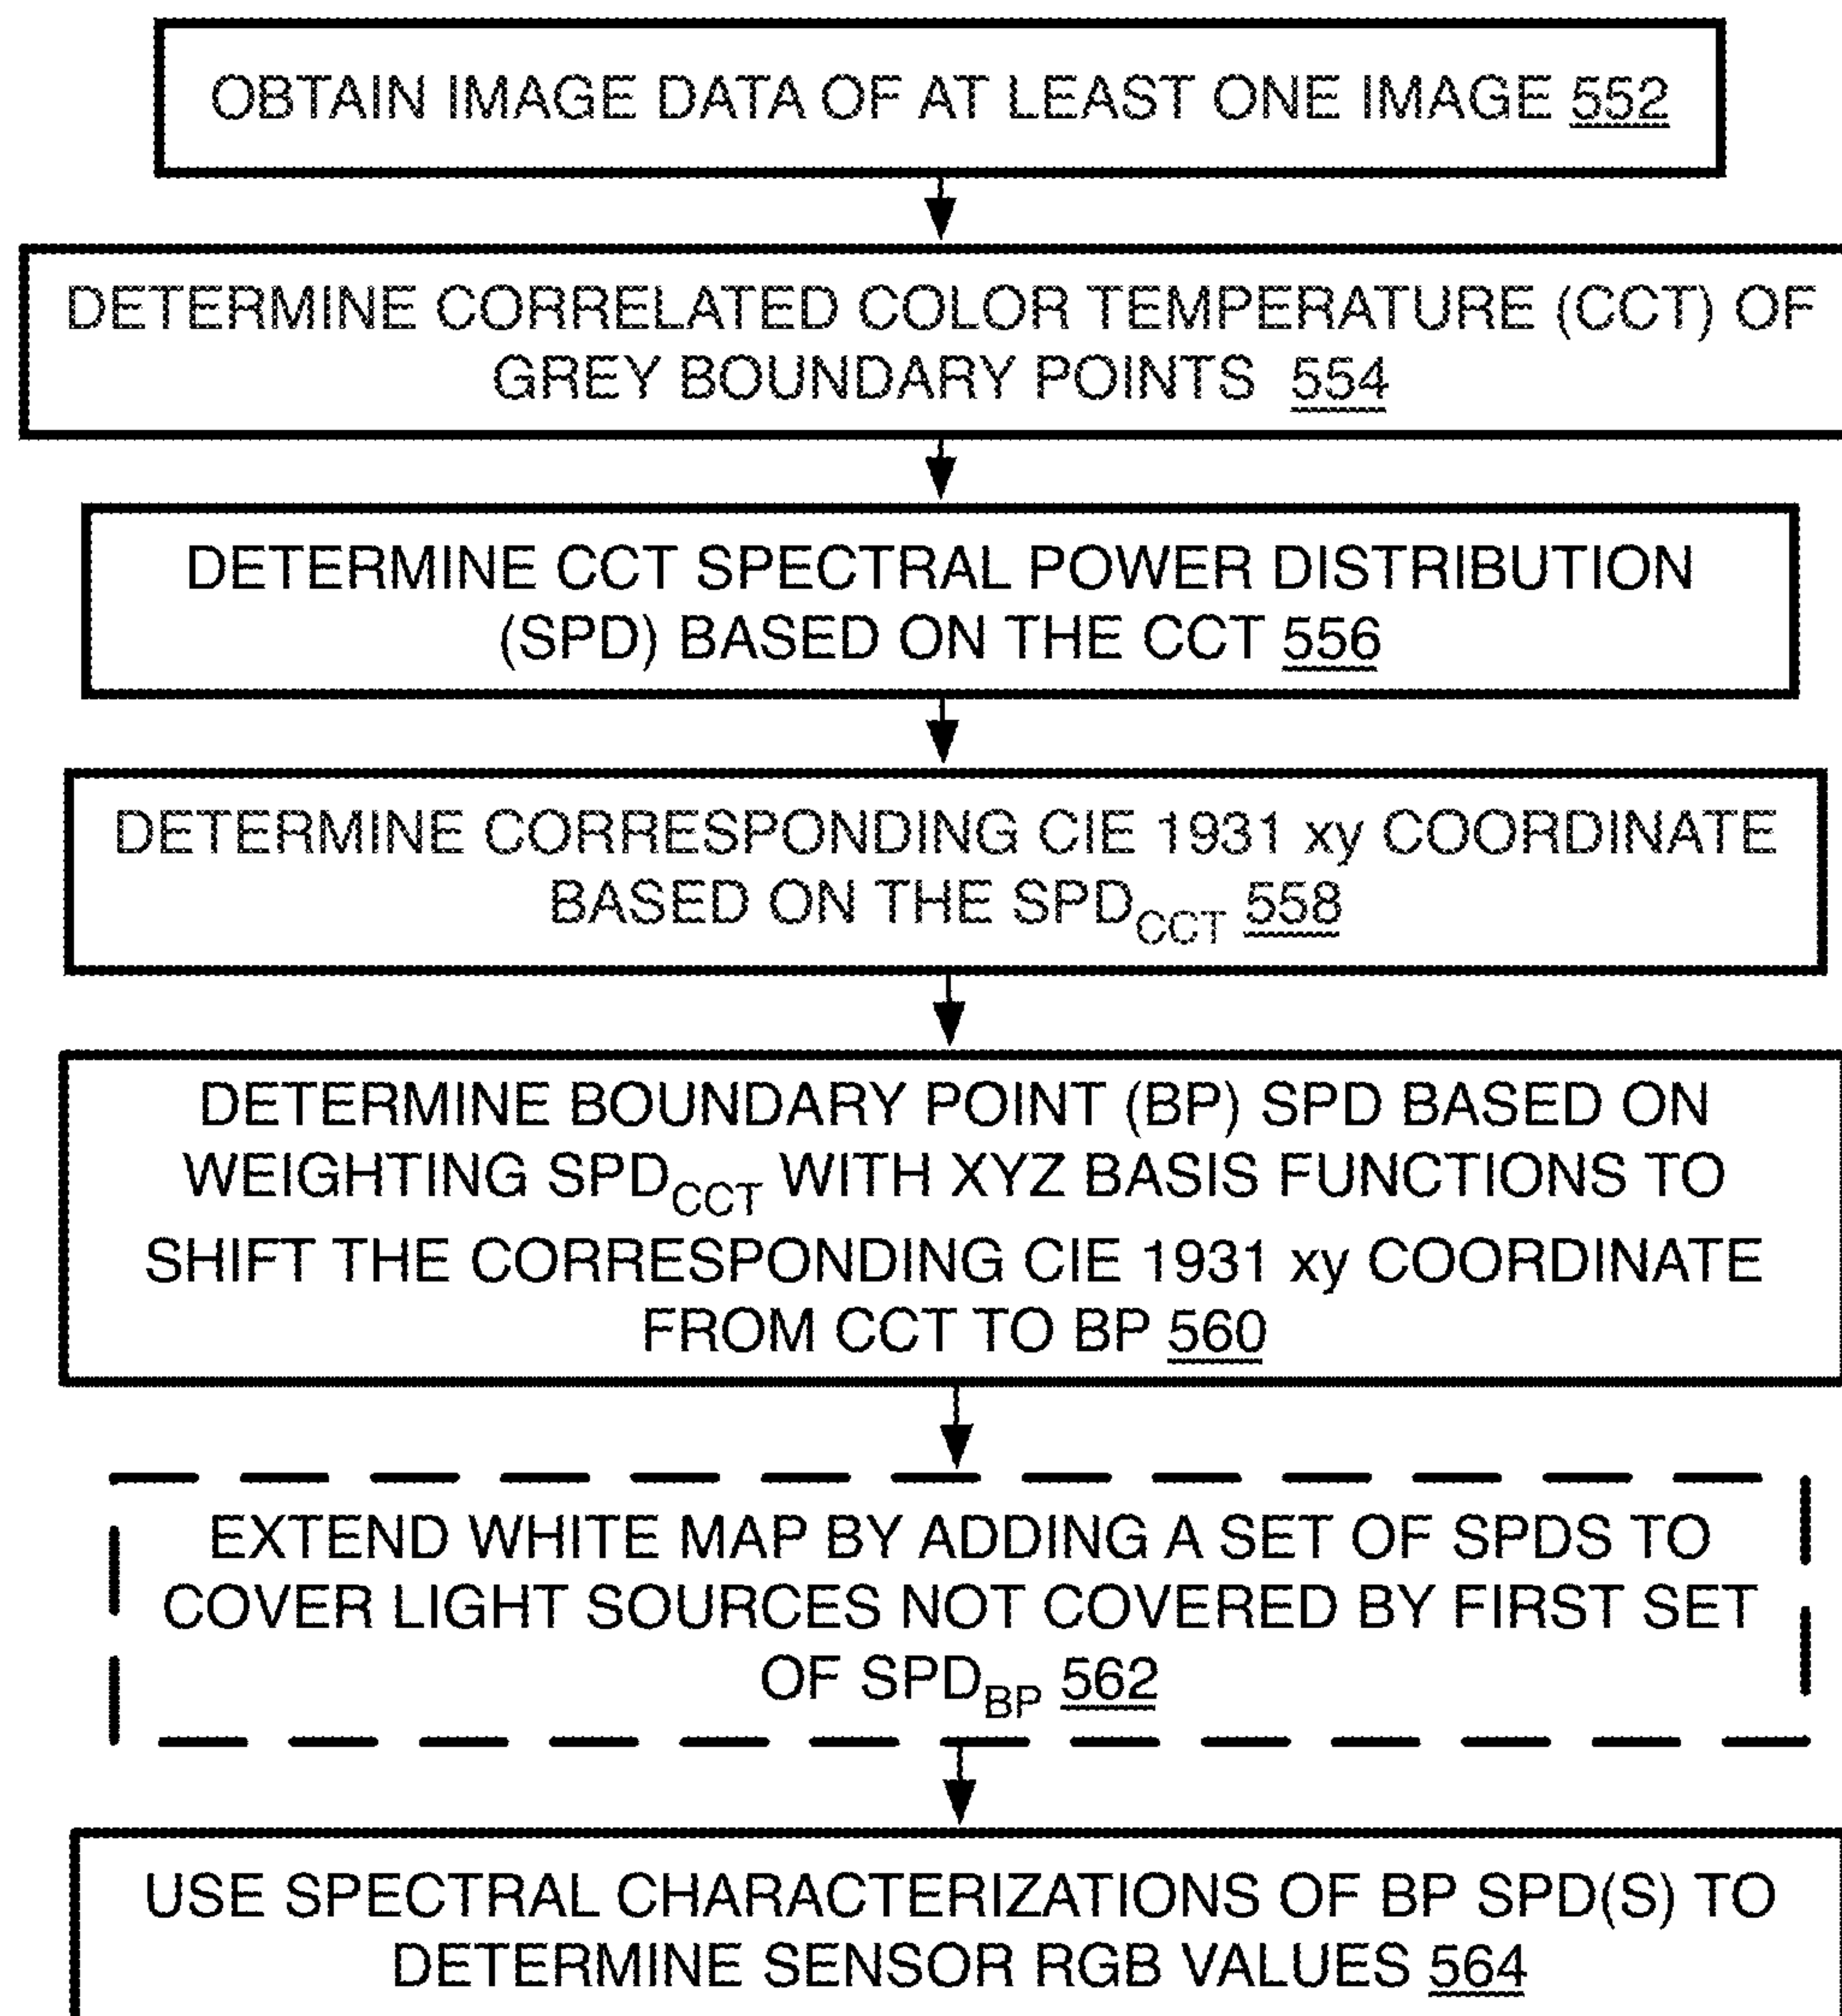 OBTAIN IMAGE DATA OF AT LEAST ONE IMAGE 552
DETERMINE CORRELATED COLOR TEMPERATURE (CCT) OF
GREY BOUNDARY POINTS 554
DETERMINE CCT SPECTRAL POWER DISTRIBUTION
(SPD) BASED ON THE CCT 556
DETERMINE CORRESPONDING CIE 1931 xy COORDINATE
BASED ON THE SPD_CCT 558
DETERMINE BOUNDARY POINT (BP) SPD BASED ON
WEIGHTING SPD_CCT WITH XYZ BASIS FUNCTIONS TO
SHIFT THE CORRESPONDING CIE 1931 xy COORDINATE
FROM CCT TO BP 560
EXTEND WHITE MAP BY ADDING A SET OF SPDS TO
COVER LIGHT SOURCES NOT COVERED BY FIRST SET
OF SPD_BP 562
USE SPECTRAL CHARACTERIZATIONS OF BP SPD(S) TO
DETERMINE SENSOR RGB VALUES 564